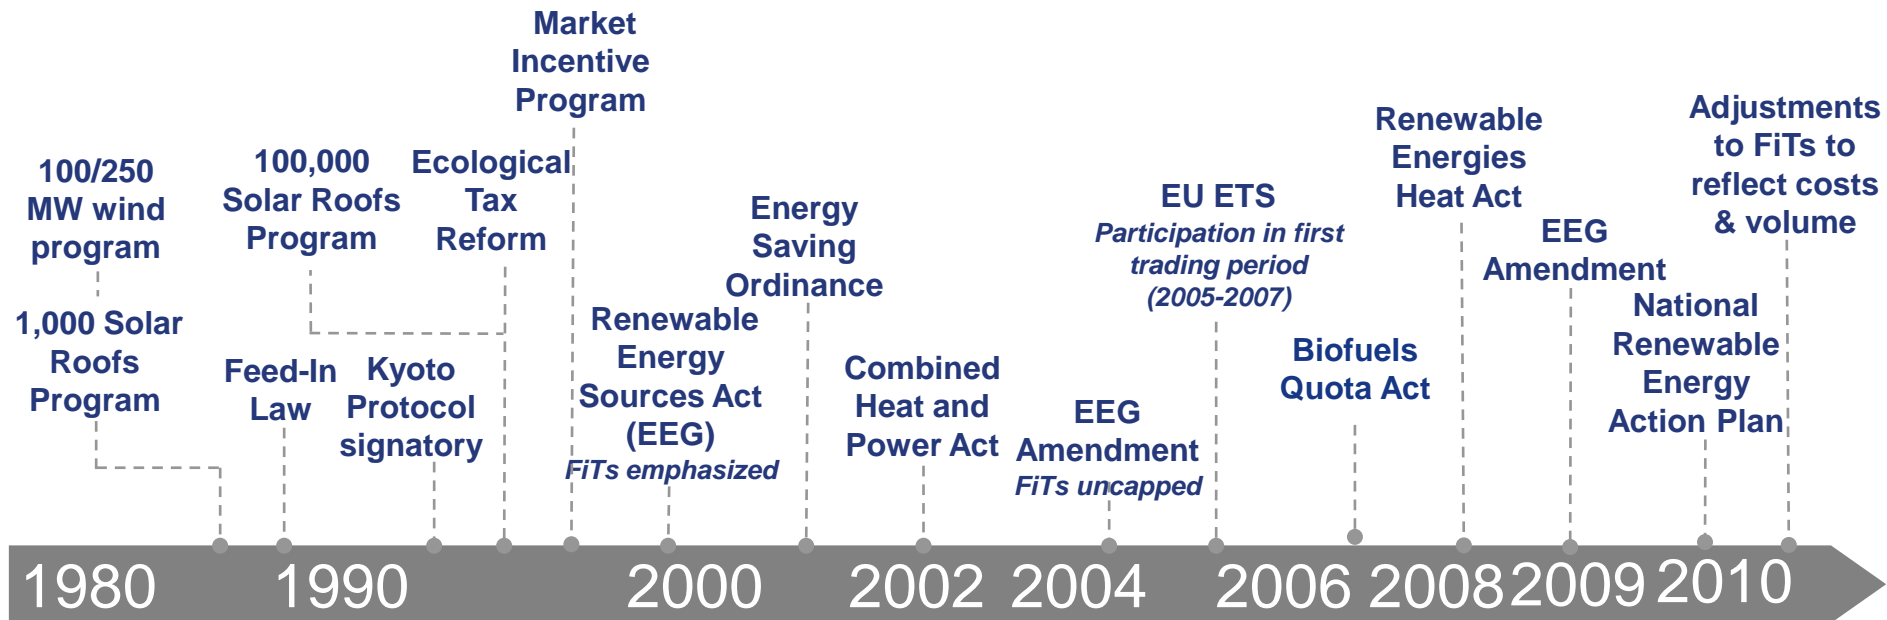 100/250
MW wind
program
1,000 Solar
Roofs
Program
Feed-In
Law
100,000
Solar Roofs
Program
Kyoto
Protocol
signatory
Ecological
Tax
Reform
Market
Incentive
Program
Renewable
Energy
Sources Act
(EEG)
FiTs emphasized
Energy
Saving
Ordinance
Combined
Heat and
Power Act
EEG
Amendment
FiTs uncapped
EU ETS
Participation in first
trading period
(2005-2007)
Biofuels
Quota Act
Renewable
Energies
Heat Act
EEG
Amendment
National
Renewable
Energy
Action Plan
Adjustments
to FiTs to
reflect costs
& volume
1980 1990 2000 2002 2004 2006 2008 2009 2010